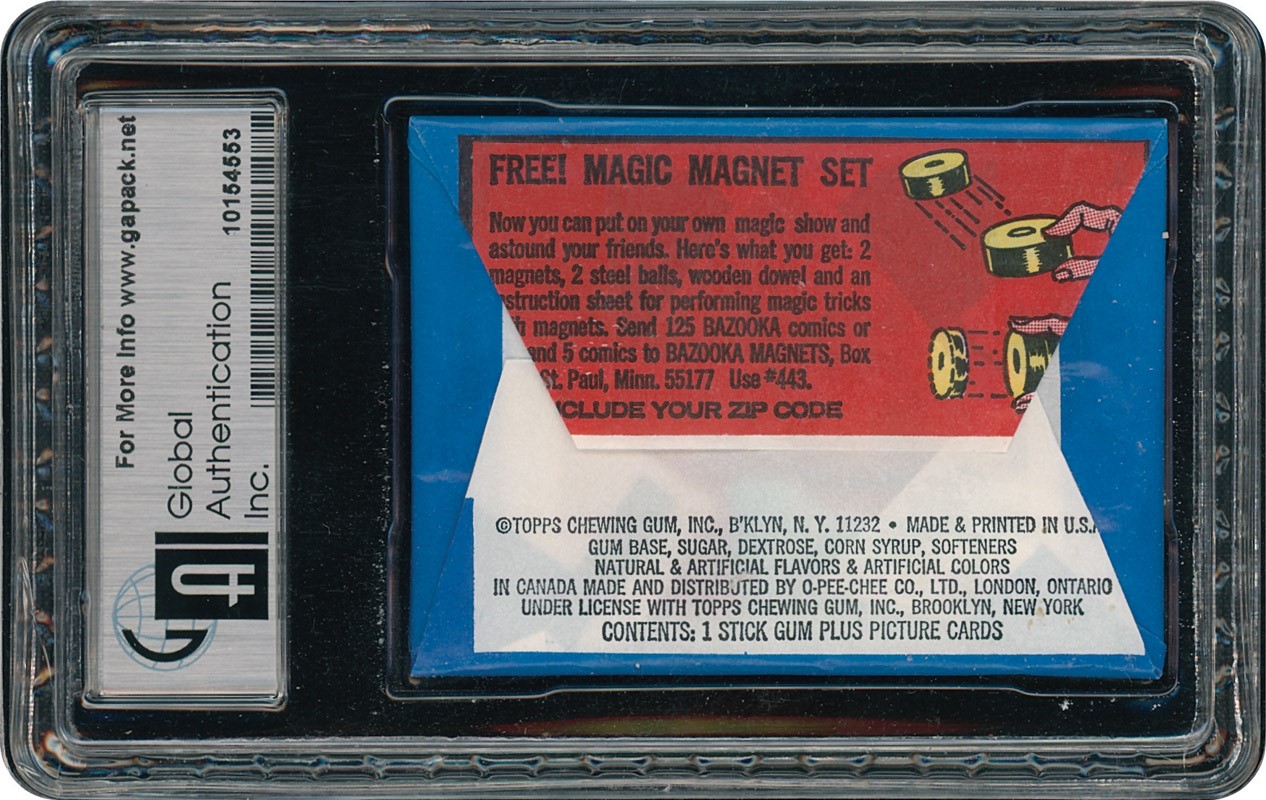 For More Info www.gapack.net
10154553
Global
Authentication
Inc.
GAI
FREE! MAGIC MAGNET SET
Now you can put on your own magic show and
astound your friends. Here's what you get: 2
magnets, 2 steel balls, wooden dowel and an
struction sheet for performing magic tricks
h magnets. Send 125 BAZOOKA comics or
and 5 comics to BAZOOKA MAGNETS, Box
St. Paul, Minn. 55177 Use #443.
CLUDE YOUR ZIP CODE
©TOPPS CHEWING GUM, INC., B'KLYN, N. Y. 11232 • MADE & PRINTED IN U.S.A
GUM BASE, SUGAR, DEXTROSE, CORN SYRUP, SOFTENERS
NATURAL & ARTIFICIAL FLAVORS & ARTIFICIAL COLORS
IN CANADA MADE AND DISTRIBUTED BY O-PEE-CHEE CO., LTD., LONDON, ONTARIO
UNDER LICENSE WITH TOPPS CHEWING GUM, INC., BROOKLYN, NEW YORK
CONTENTS: 1 STICK GUM PLUS PICTURE CARDS